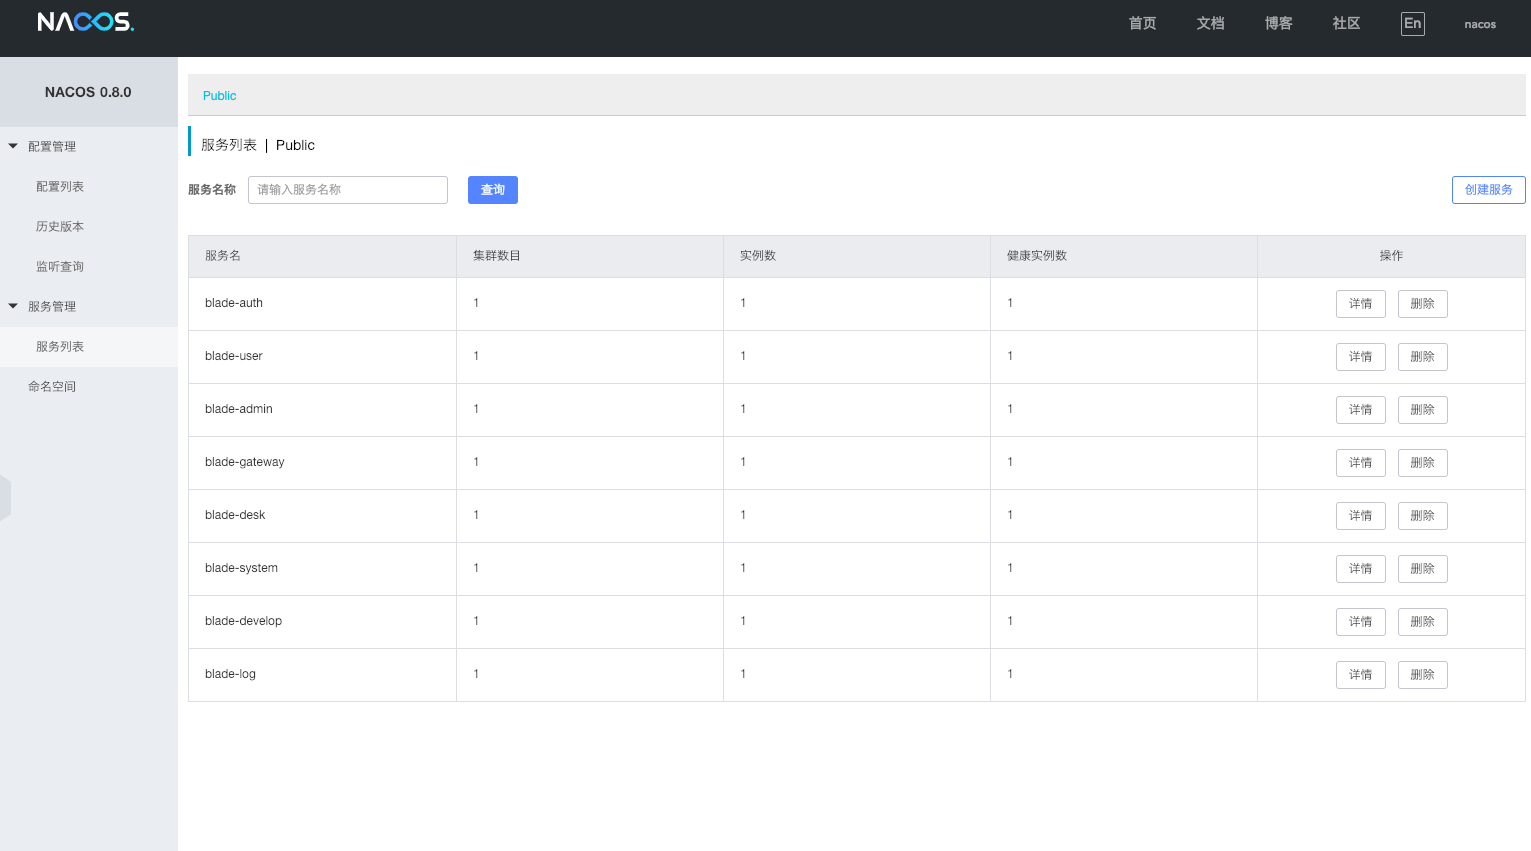 NACOS.
首页 文档 博客 社区 En nacos
NACOS 0.8.0
配置管理
配置列表
历史版本
监听查询
服务管理
服务列表
命名空间
Public
服务列表 | Public
服务名称 请输入服务名称 查询 创建服务
服务名 集群数目 实例数 健康实例数 操作
blade-auth 1 1 1 详情 删除
blade-user 1 1 1 详情 删除
blade-admin 1 1 1 详情 删除
blade-gateway 1 1 1 详情 删除
blade-desk 1 1 1 详情 删除
blade-system 1 1 1 详情 删除
blade-develop 1 1 1 详情 删除
blade-log 1 1 1 详情 删除